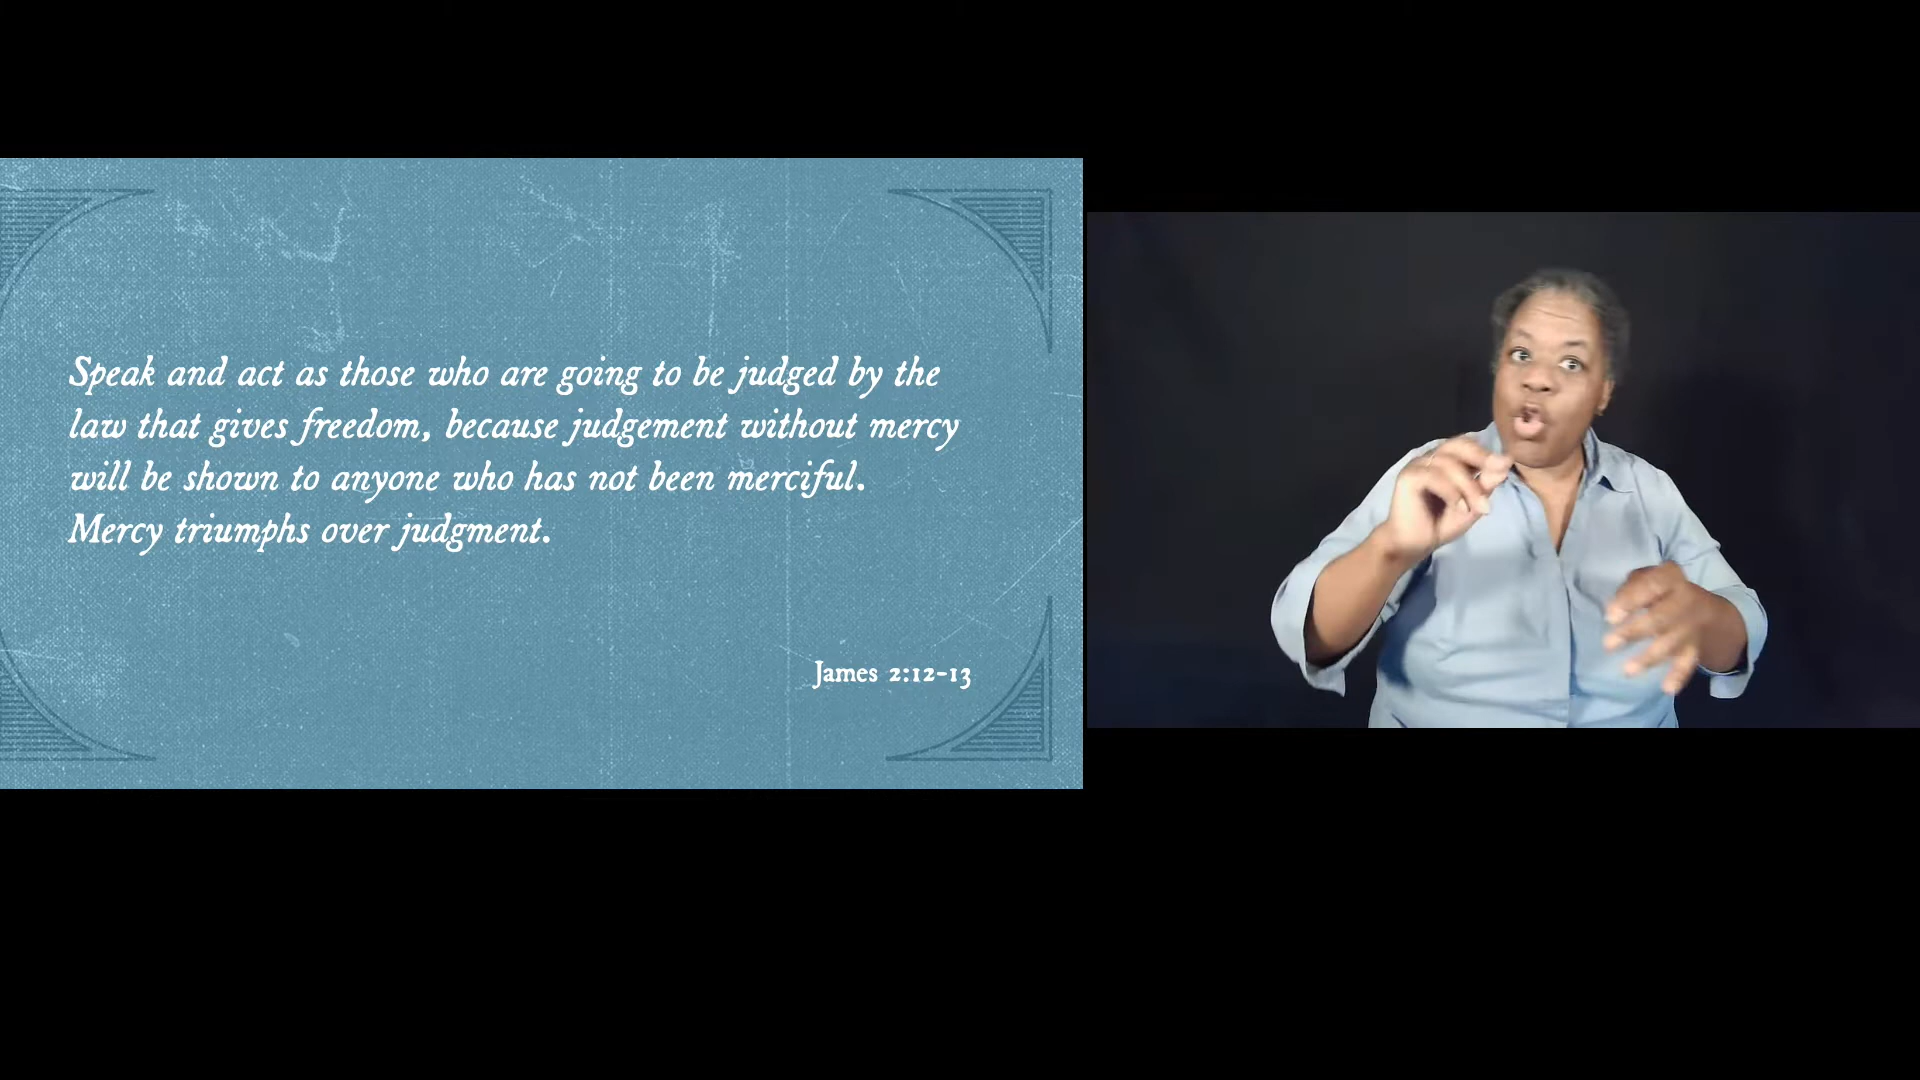 Speak and act as those who are going to be judged by the
law that gives freedom, because judgement without mercy
will be shown to anyone who has not been merciful.
Mercy triumphs over judgment.
James 2:12-13